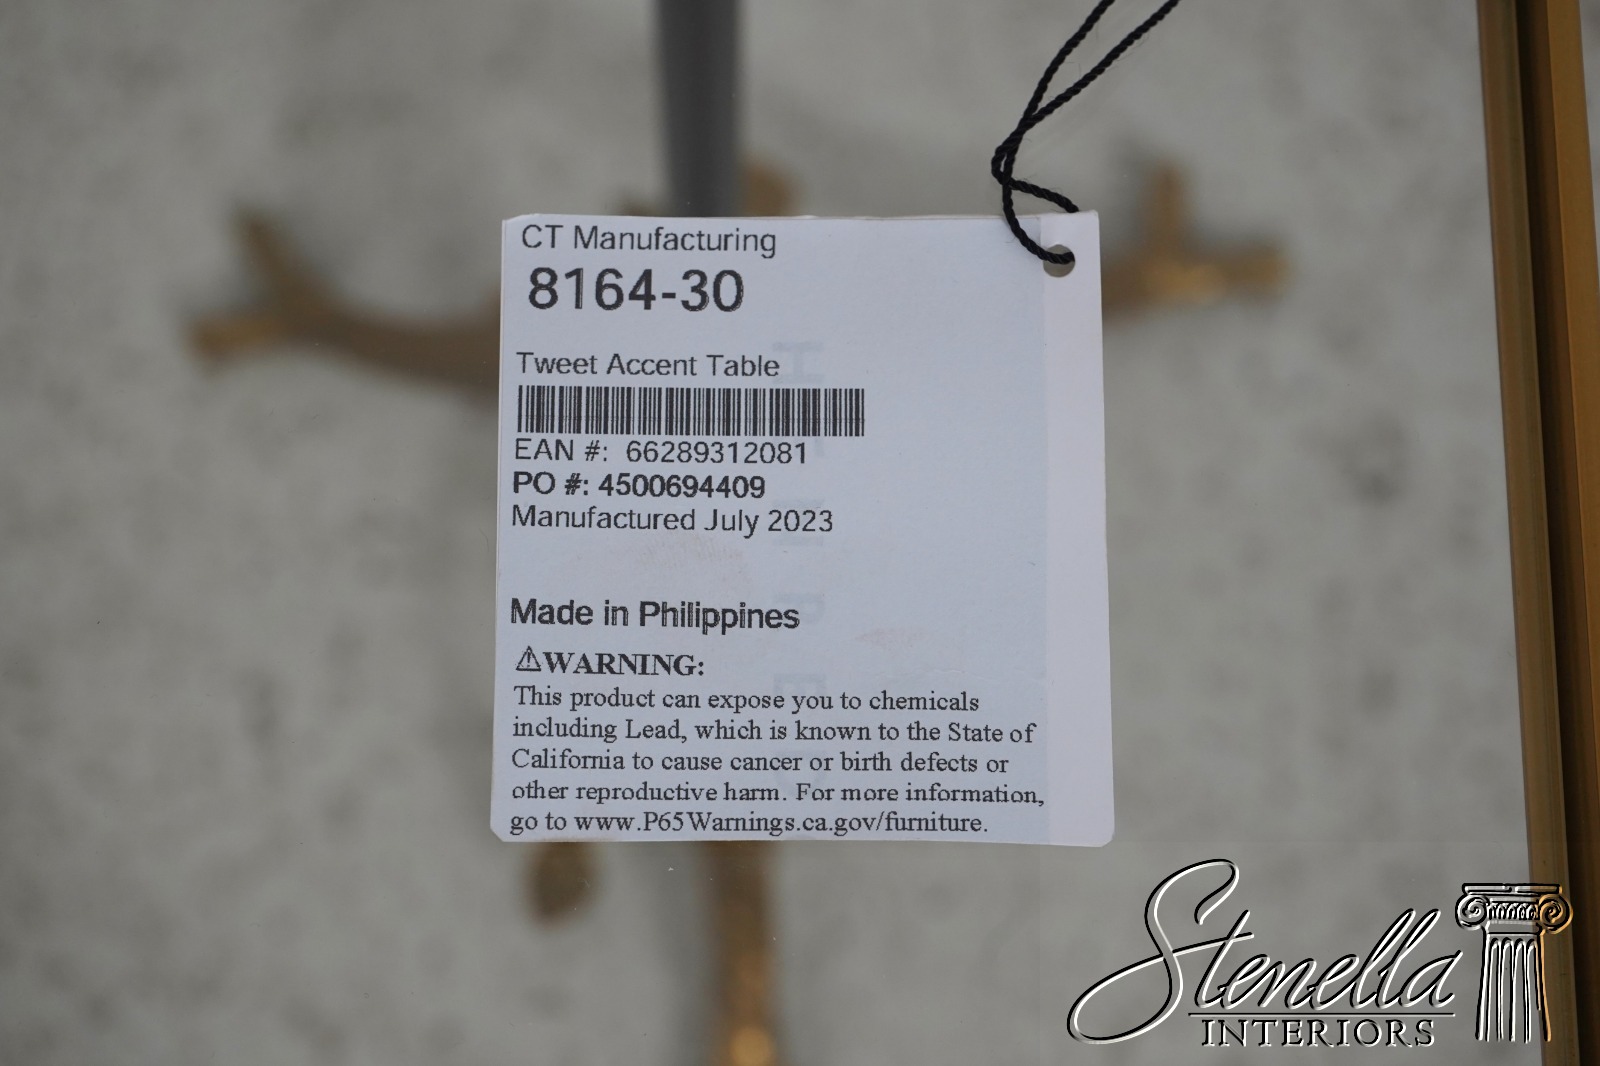 CT Manufacturing
8164-30
Tweet Accent Table
EAN #: 66289312081
PO #: 4500694409
Manufactured July 2023
Made in Philippines
⚠WARNING:
This product can expose you to chemicals
including Lead, which is known to the State of
California to cause cancer or birth defects or
other reproductive harm. For more information,
go to www.P65Warnings.ca.gov/furniture.
Stenella
INTERIORS